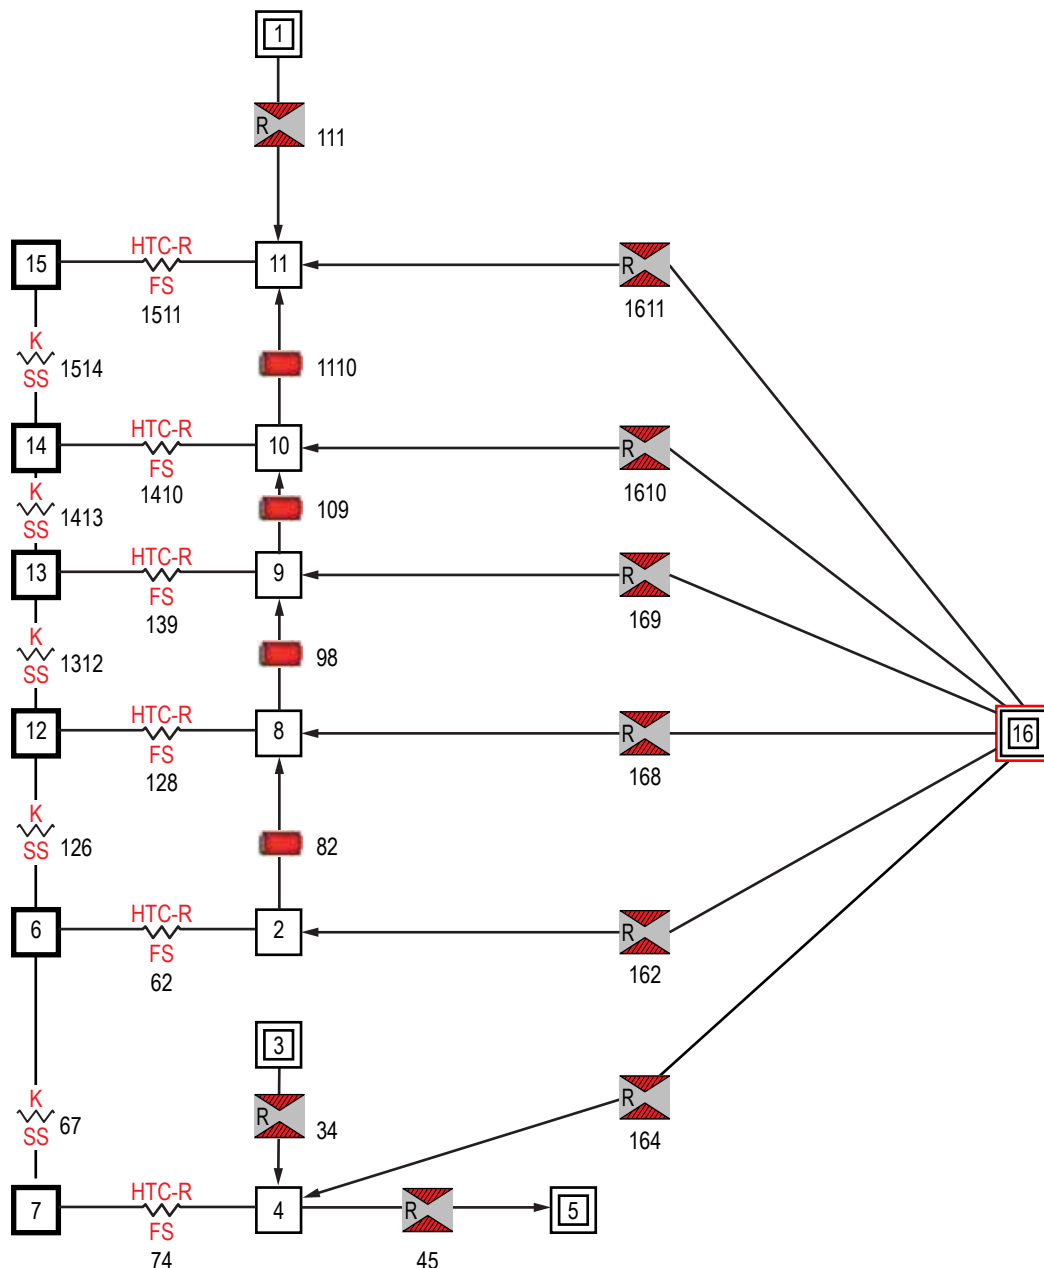 1
R
111
15
HTC-R
FS
1511
11
R
1611
K
SS
1514
1110
14
HTC-R
FS
1410
10
R
1610
K
SS
1413
109
13
HTC-R
FS
139
9
R
169
K
SS
1312
98
12
HTC-R
FS
128
8
R
168
16
K
SS
126
82
6
HTC-R
FS
62
2
R
162
3
R
34
K
SS
67
R
164
7
HTC-R
FS
74
4
R
45
5